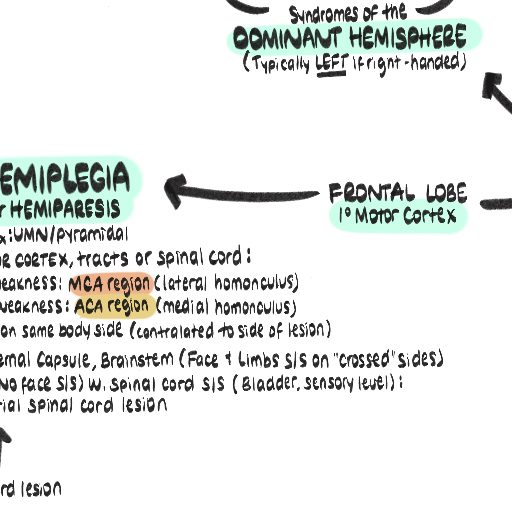 Syndromes of the
DOMINANT HEMISPHERE
(Typically LEFT if right-handed)
EMIPLEGIA
r HEMIPARESIS
FRONTAL LOBE
1° Motor Cortex
x:UMN/pyramidal
OR CORTEX, tracts or spinal cord:
weakness: MCA region (lateral homonculus)
weakness: ACA region (medial homonculus)
on same body side (contralated to side of lesion)
ernal Capsule, Brainstem (Face + Limbs S/S on "crossed" sides)
(No face S/S) w. Spinal cord S/S (Bladder, sensory level):
rial spinal cord lesion
rd lesion